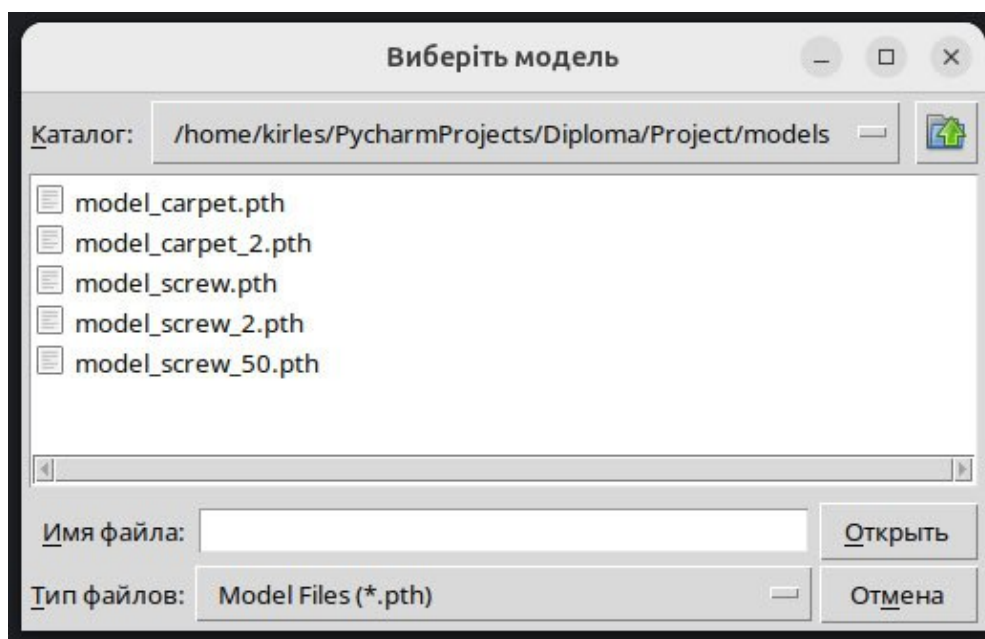 Виберіть модель
Каталог: /home/kirles/PycharmProjects/Diploma/Project/models
model_carpet.pth
model_carpet_2.pth
model_screw.pth
model_screw_2.pth
model_screw_50.pth
Имя файла: Открыть
Тип файлов: Model Files (*.pth) Отмена